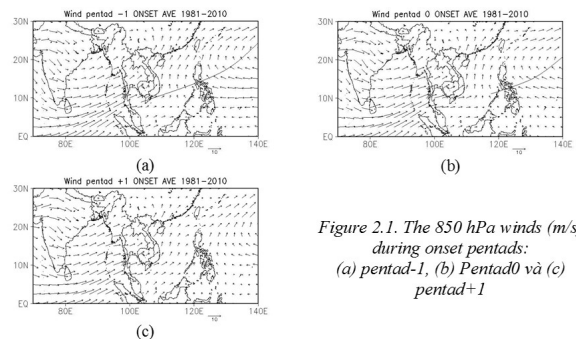 Wind pentad -1 ONSET AVE 1981-2010
30N
20N
10N
EQ
80E
100E
120E
140E
10
(a)
Wind pentad 0 ONSET AVE 1981-2010
30N
20N
10N
EQ
80E
100E
120E
140E
10
(b)
Wind pentad +1 ONSET AVE 1981-2010
30N
20N
10N
EQ
80E
100E
120E
140E
10
(c)
Figure 2.1. The 850 hPa winds (m/s
during onset pentads:
(a) pentad-1, (b) Pentad0 và (c)
pentad+1